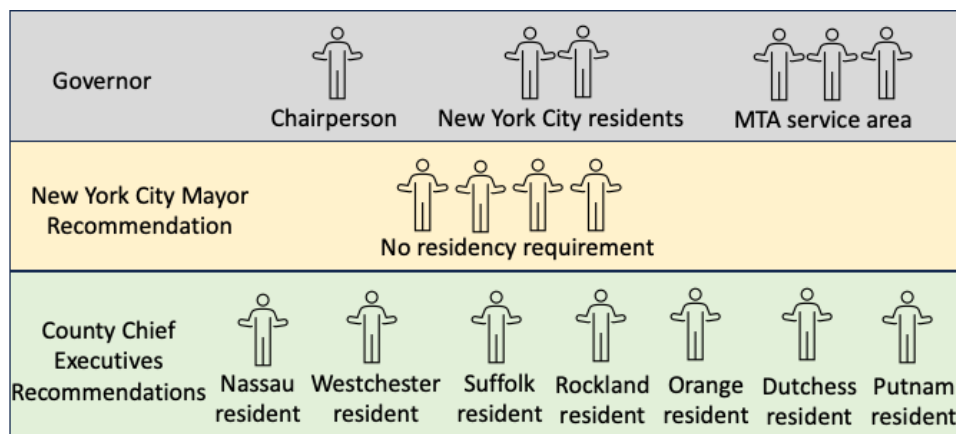 Governor
Chairperson
New York City residents
MTA service area
New York City Mayor
Recommendation
No residency requirement
County Chief
Executives
Recommendations
Nassau
resident
Westchester
resident
Suffolk
resident
Rockland
resident
Orange
resident
Dutchess
resident
Putnam
resident